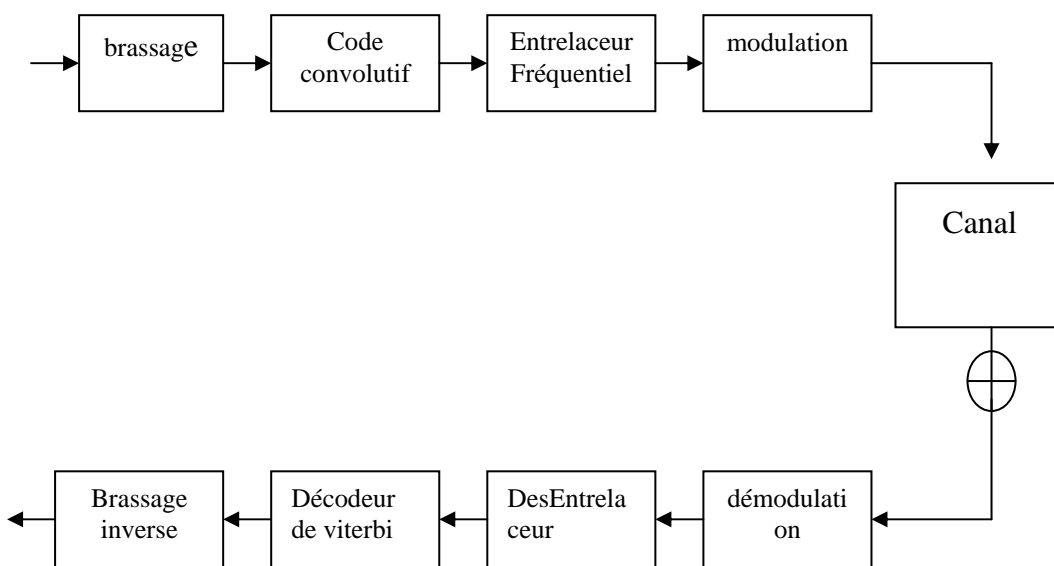 brassage
Code
convolutif
Entrelaceur
Fréquentiel
modulation
Canal
Brassage
inverse
Décodeur
de viterbi
DesEntrela
ceur
démodulati
on